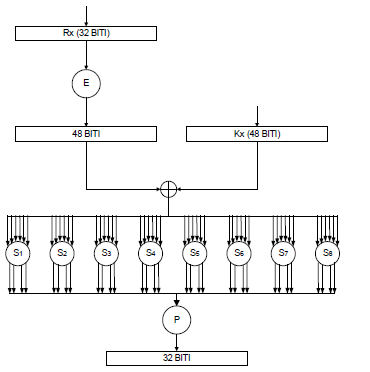 Rx (32 BITI)
E
48 BITI Kx (48 BITI)
S1 S2 S3 S4 S5 S6 S7 S8
P
32 BITI